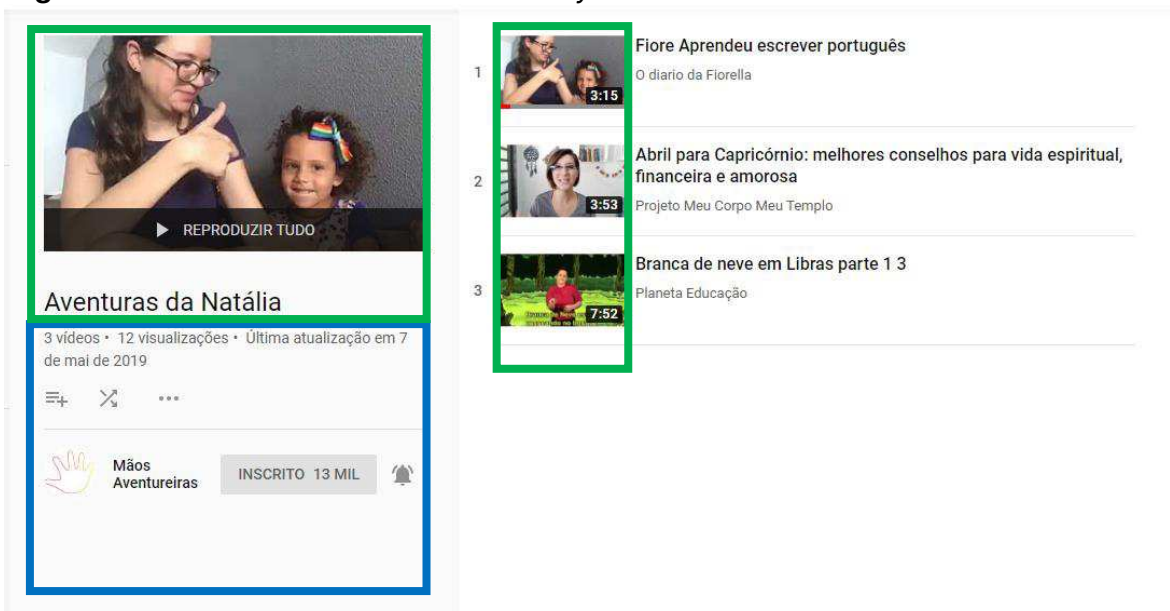 REPRODUZIR TUDO
Aventuras da Natália
3 vídeos • 12 visualizações • Última atualização em 7
de mai de 2019
Mãos
Aventureiras
INSCRITO 13 MIL
1
Fiore Aprendeu escrever português
O diario da Fiorella
3:15
2
Abril para Capricórnio: melhores conselhos para vida espiritual,
financeira e amorosa
Projeto Meu Corpo Meu Templo
3:53
3
Branca de neve em Libras parte 1 3
Planeta Educação
7:52